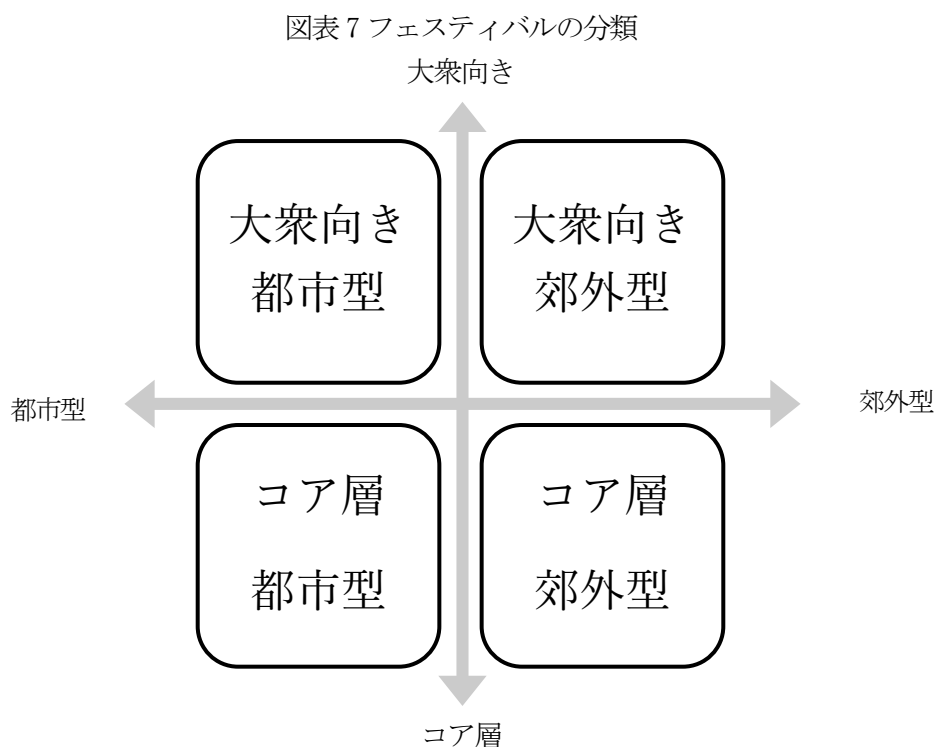 図表 7 フェスティバルの分類
大衆向き
大衆向き
都市型
大衆向き
郊外型
都市型
郊外型
コア層
都市型
コア層
郊外型
コア層